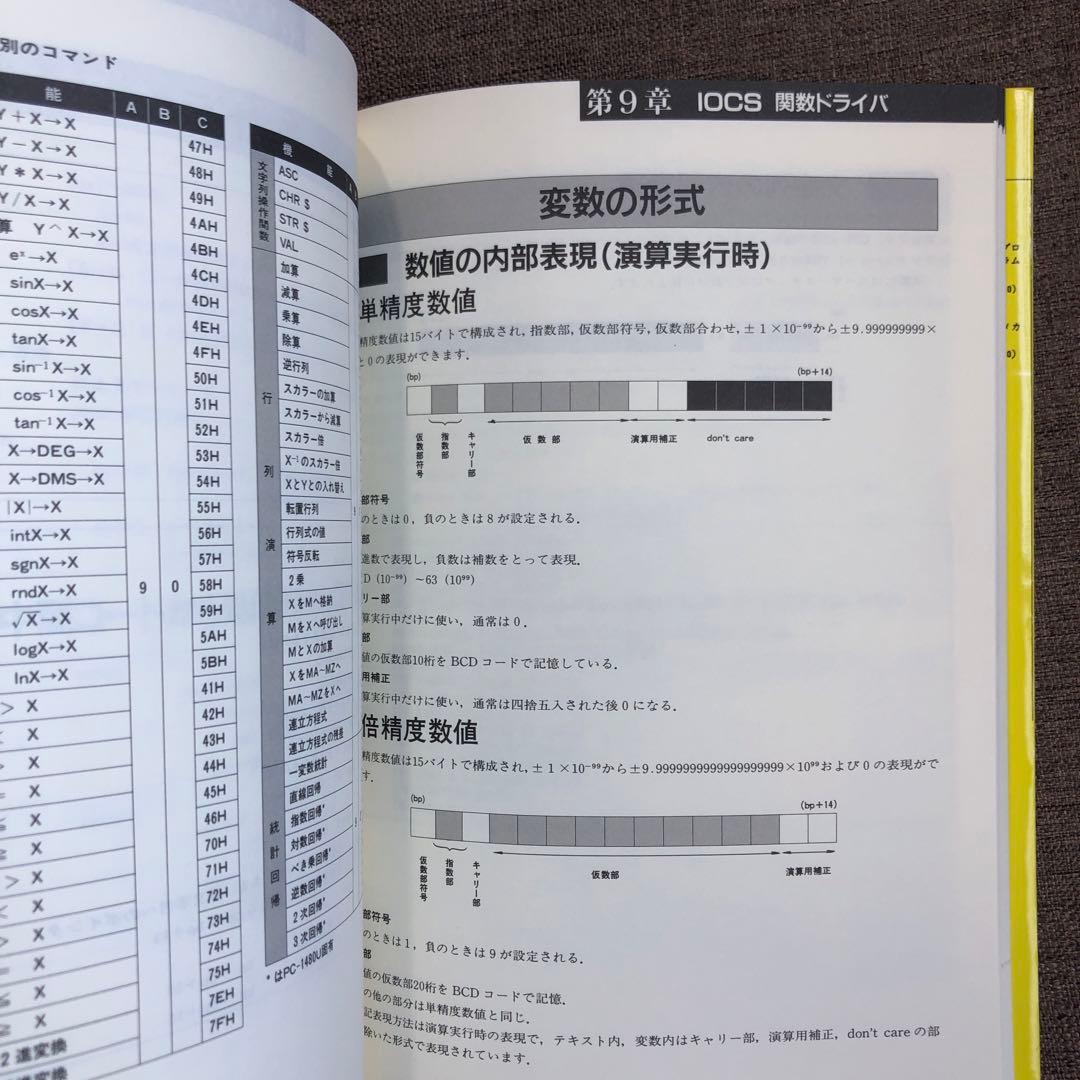 別のコマンド
能 A B C
Y+X→X 47H
Y-X→X 48H
Y*X→X 49H
Y/X→X 4AH
算 Y^X→X 4BH
eˣ→X 4CH
sinX→X 4DH
cosX→X 4EH
tanX→X 4FH
sin⁻¹X→X 50H
cos⁻¹X→X 51H
tan⁻¹X→X 52H
X→DEG→X 53H
X→DMS→X 54H
|X|→X 55H
intX→X 56H
sgnX→X 57H
rndX→X 9 0 58H
√X→X 59H
logX→X 5AH
lnX→X 5BH
> X 41H
X 42H
X 43H
X 44H
= X 45H
≦ X 46H
≧ X 70H
> X 71H
< X 72H
> X 73H
= X 74H
≦ X 75H
≧ X 7EH
2進変換 7FH
進変換
機能
文字列操作関数
ASC
CHR $
STR $
VAL
行列演算
加算
減算
乗算
除算
逆行列
スカラーの加算
スカラーから減算
スカラー倍
X⁻¹のスカラー倍
XとYとの入れ替え
転置行列
行列式の値
符号反転
2乗
XをMへ格納
MをXへ呼び出し
MとXの加算
XをMA~MZへ
MA~MZをXへ
連立方程式
連立方程式の残差
統計回帰
一変数統計
直線回帰
指数回帰*
対数回帰*
べき乗回帰*
逆数回帰*
2次回帰*
3次回帰*
* はPC-1480U固有
第9章 IOCS 関数ドライバ
変数の形式
数値の内部表現(演算実行時)
単精度数値
精度数値は15バイトで構成され,指数部,仮数部符号,仮数部合わせ,±1×10⁻⁹⁹から±9.999999999×
と0の表現ができます.
(bp) (bp+14)
仮数部符号 指数部 キャリー部 仮数部 演算用補正 don't care
部符号
のときは0,負のときは8が設定される.
部
進数で表現し,負数は補数をとって表現.
D(10⁻⁹⁹)~63(10⁹⁹)
リー部
算実行中だけに使い,通常は0.
部
値の仮数部10桁をBCDコードで記憶している.
用補正
算実行中だけに使い,通常は四捨五入された後0になる.
倍精度数値
精度数値は15バイトで構成され,±1×10⁻⁹⁹から±9.9999999999999999999×10⁹⁹および0の表現がで
す.
(bp) (bp+14)
仮数部符号 指数部 キャリー部 仮数部 演算用補正
部符号
のときは1,負のときは9が設定される.
部
値の仮数部20桁をBCDコードで記憶.
の他の部分は単精度数値と同じ.
記表現方法は演算実行時の表現で,テキスト内,変数内はキャリー部,演算用補正,don't careの部
除いた形式で表現されています.